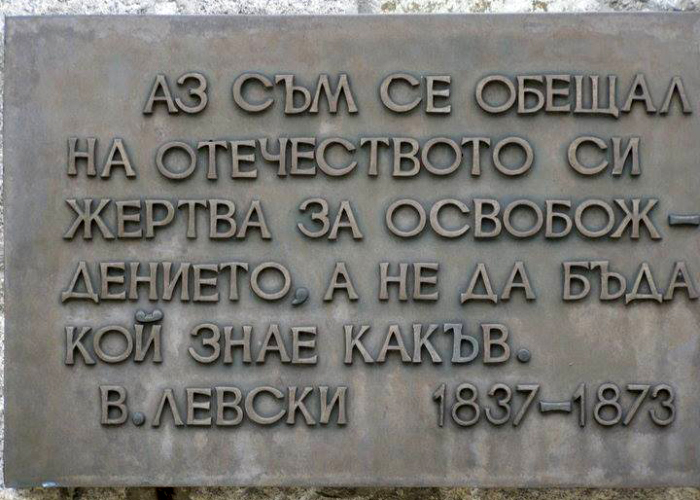 АЗ СЪМ СЕ ОБЕЩАЛ
НА ОТЕЧЕСТВОТО СИ
ЖЕРТВА ЗА ОСВОБОЖ–
ДЕНИЕТО, А НЕ ДА БЪДА
КОЙ ЗНАЕ КАКЪВ.
В. ЛЕВСКИ 1837–1873